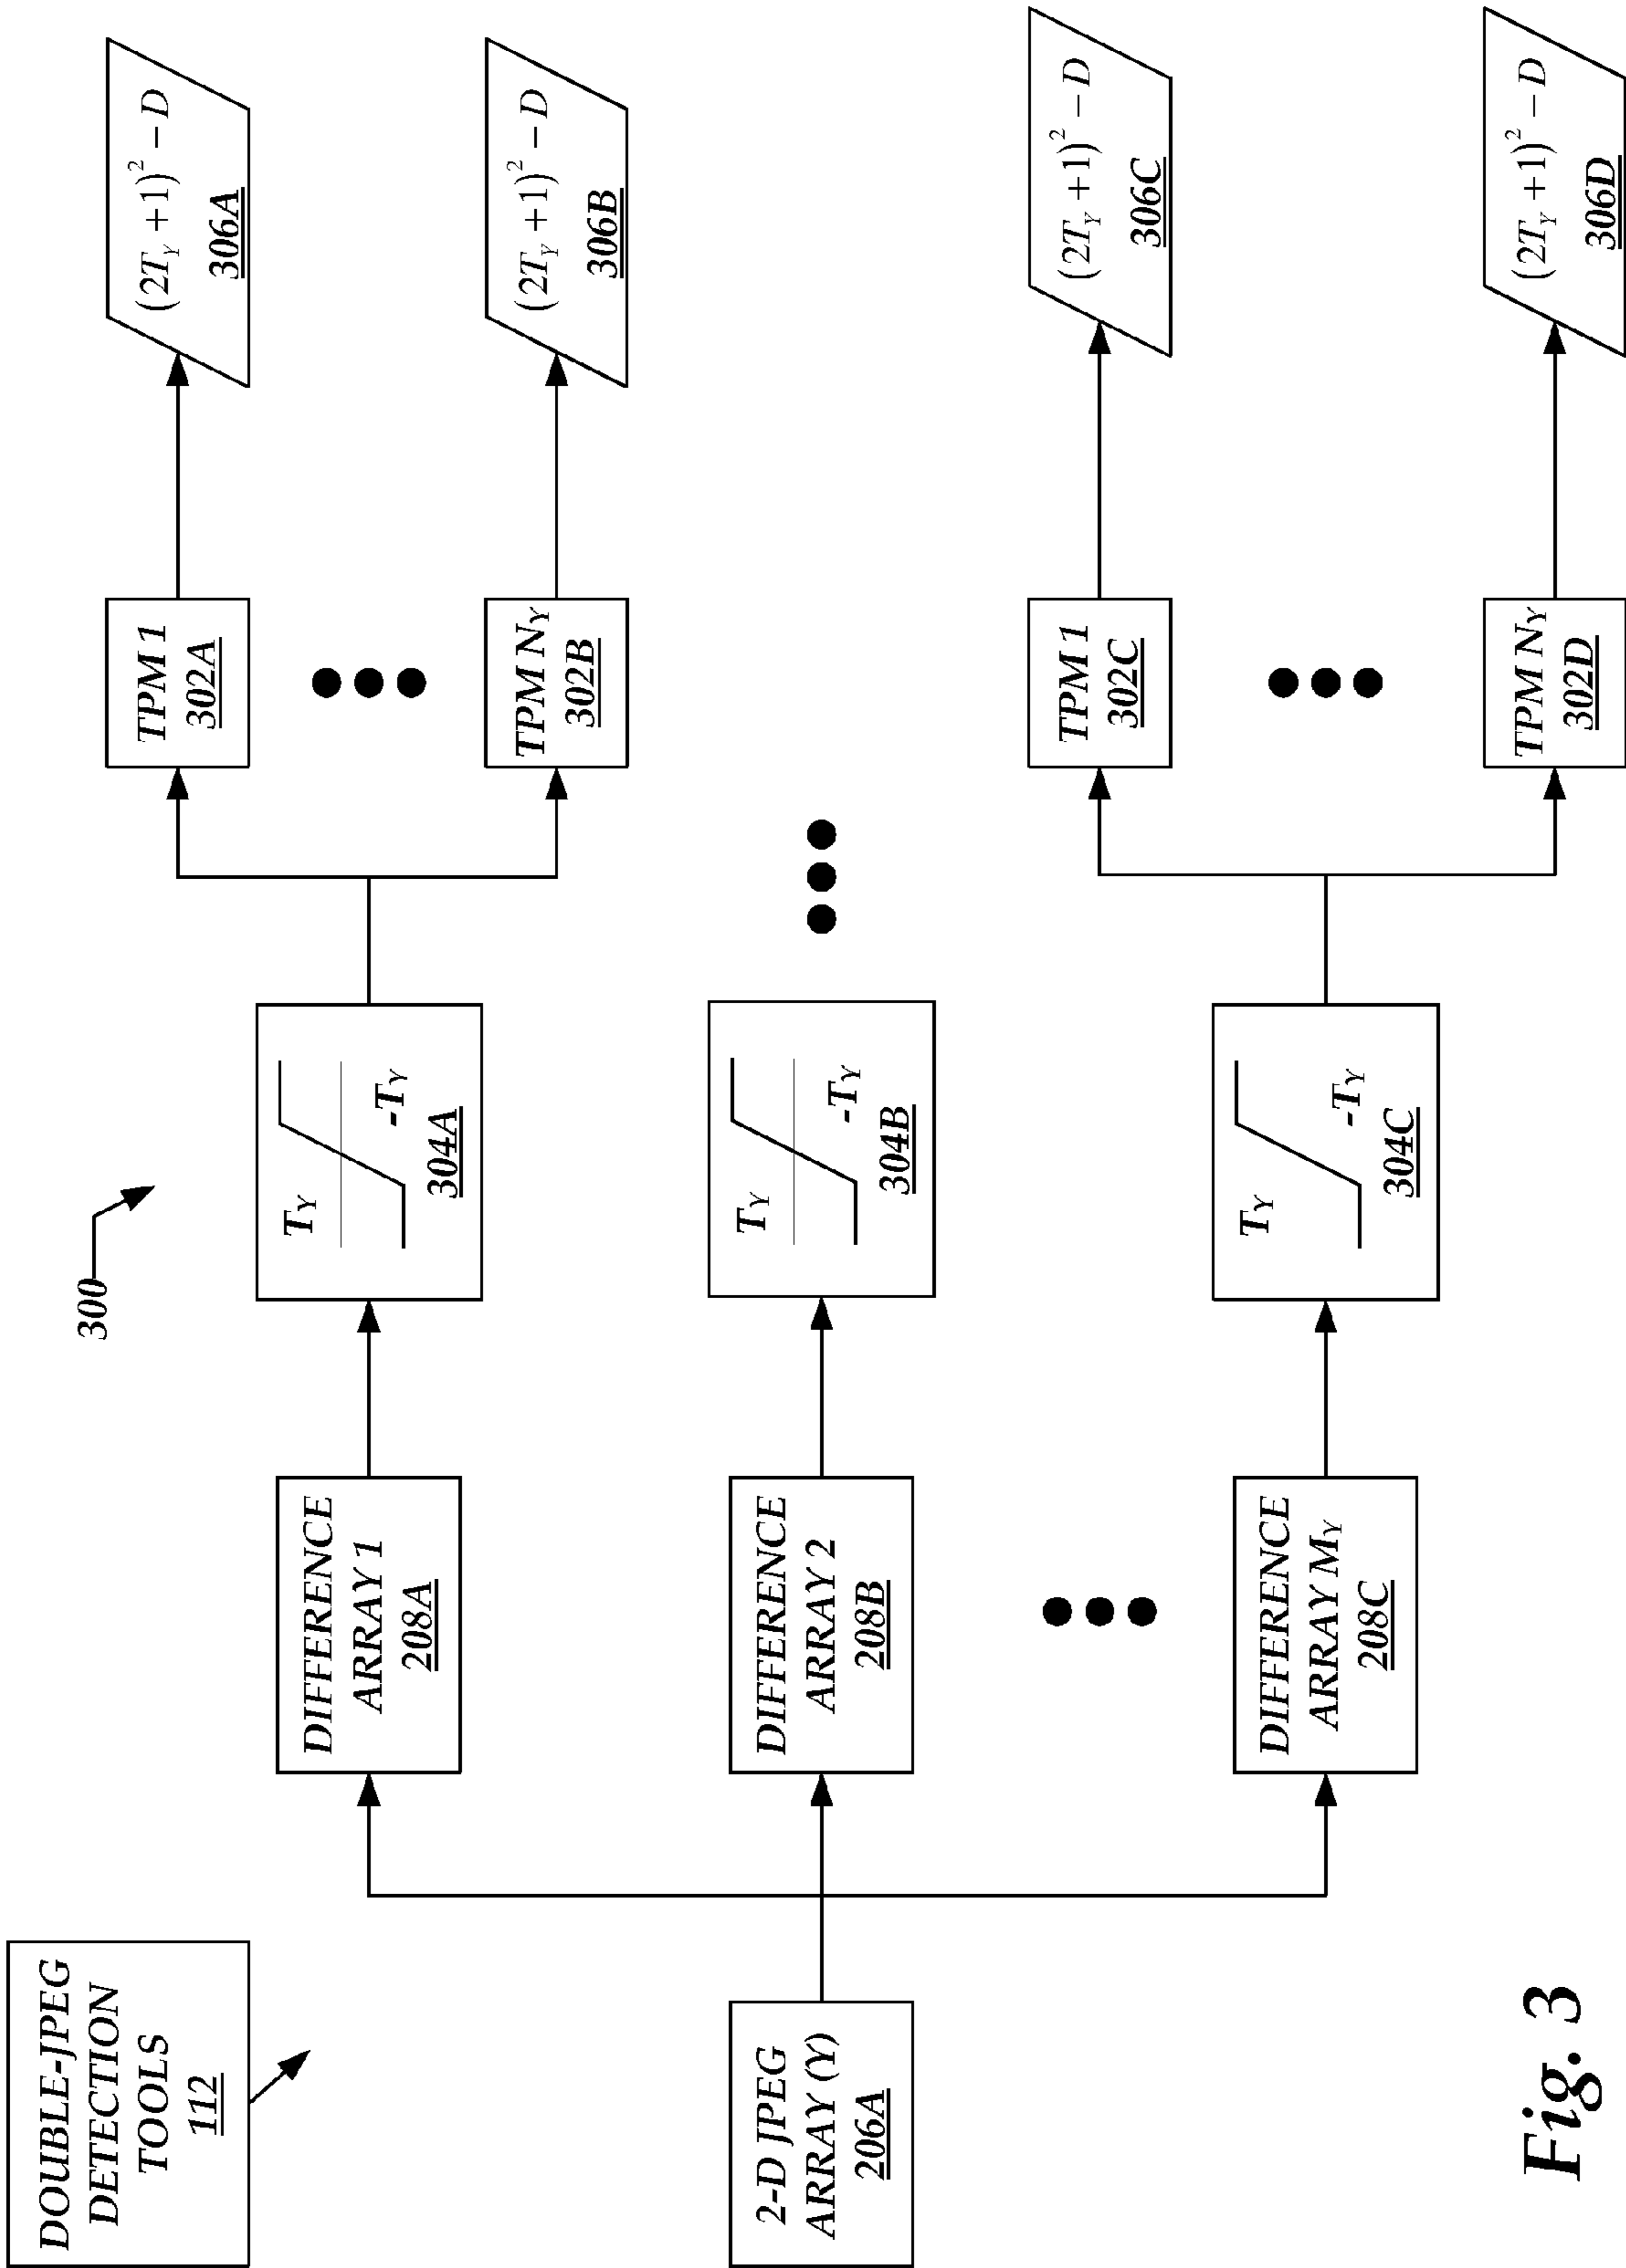 DOUBLE-JPEG
DETECTION
TOOLS
112
300
2-D JPEG
ARRAY (Y)
206A
DIFFERENCE
ARRAY 1
208A
T_Y
-T_Y
304A
TPM 1
302A
(2T_Y +1)² − D
306A
TPM N_Y
302B
(2T_Y +1)² − D
306B
DIFFERENCE
ARRAY 2
208B
T_Y
-T_Y
304B
DIFFERENCE
ARRAY M_Y
208C
T_Y
-T_Y
304C
TPM 1
302C
(2T_Y +1)² − D
306C
TPM N_Y
302D
(2T_Y +1)² − D
306D
Fig. 3